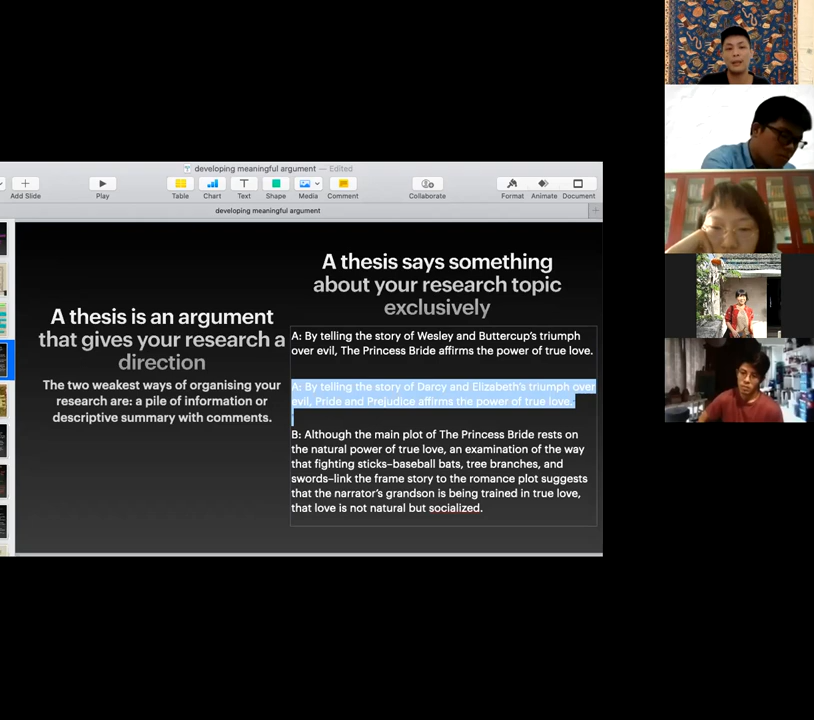 developing meaningful argument — Edited
Add Slide
Play
Table
Chart
Text
Shape
Media
Comment
Collaborate
Format
Animate
Document
developing meaningful argument
A thesis is an argument
that gives your research a
direction
The two weakest ways of organising your
research are: a pile of information or
descriptive summary with comments.
A thesis says something
about your research topic
exclusively
A: By telling the story of Wesley and Buttercup's triumph
over evil, The Princess Bride affirms the power of true love.
A: By telling the story of Darcy and Elizabeth's triumph over
evil, Pride and Prejudice affirms the power of true love.
B: Although the main plot of The Princess Bride rests on
the natural power of true love, an examination of the way
that fighting sticks–baseball bats, tree branches, and
swords–link the frame story to the romance plot suggests
that the narrator's grandson is being trained in true love,
that love is not natural but socialized.